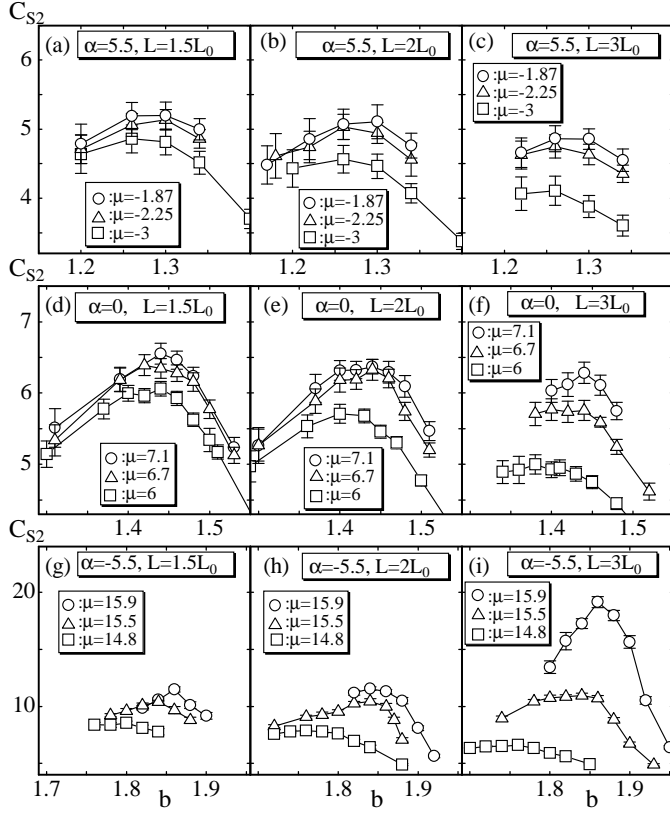 C_S2
(a) α=5.5, L=1.5L_0
(b) α=5.5, L=2L_0
(c) α=5.5, L=3L_0
6
5
4
:μ=-1.87
:μ=-2.25
:μ=-3
:μ=-1.87
:μ=-2.25
:μ=-3
:μ=-1.87
:μ=-2.25
:μ=-3
1.2 1.3 1.2 1.3 1.2 1.3
C_S2
(d) α=0, L=1.5L_0
(e) α=0, L=2L_0
(f) α=0, L=3L_0
7
6
5
:μ=7.1
:μ=6.7
:μ=6
:μ=7.1
:μ=6.7
:μ=6
:μ=7.1
:μ=6.7
:μ=6
1.4 1.5 1.4 1.5 1.4 1.5
C_S2
(g) α=-5.5, L=1.5L_0
(h) α=-5.5, L=2L_0
(i) α=-5.5, L=3L_0
20
10
:μ=15.9
:μ=15.5
:μ=14.8
:μ=15.9
:μ=15.5
:μ=14.8
:μ=15.9
:μ=15.5
:μ=14.8
1.7 1.8 1.9 1.8 1.9 1.8 1.9
b b b